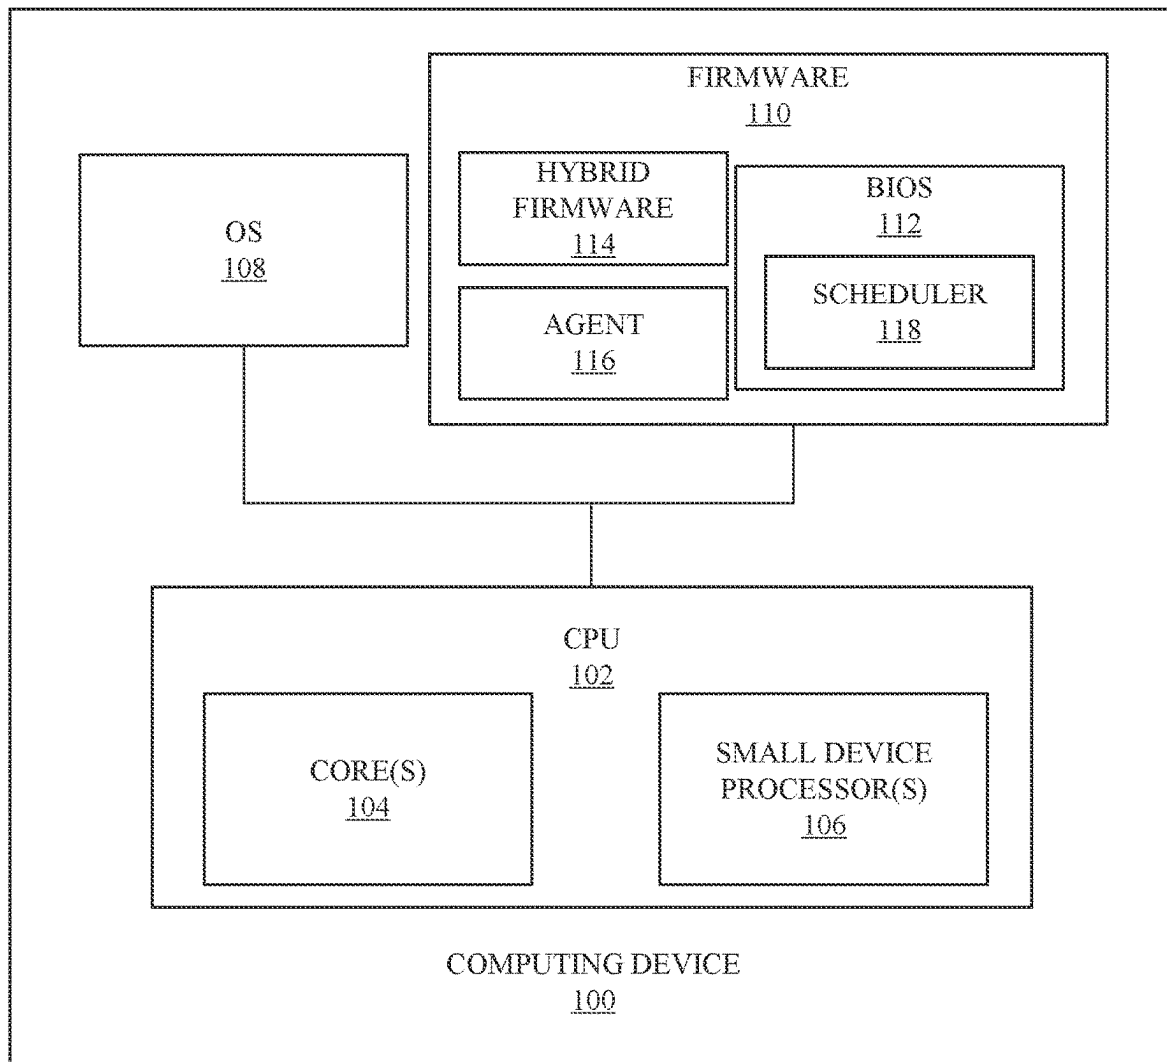 FIRMWARE
110
HYBRID
FIRMWARE
114
BIOS
112
OS
108
SCHEDULER
118
AGENT
116
CPU
102
CORE(S)
104
SMALL DEVICE
PROCESSOR(S)
106
COMPUTING DEVICE
100